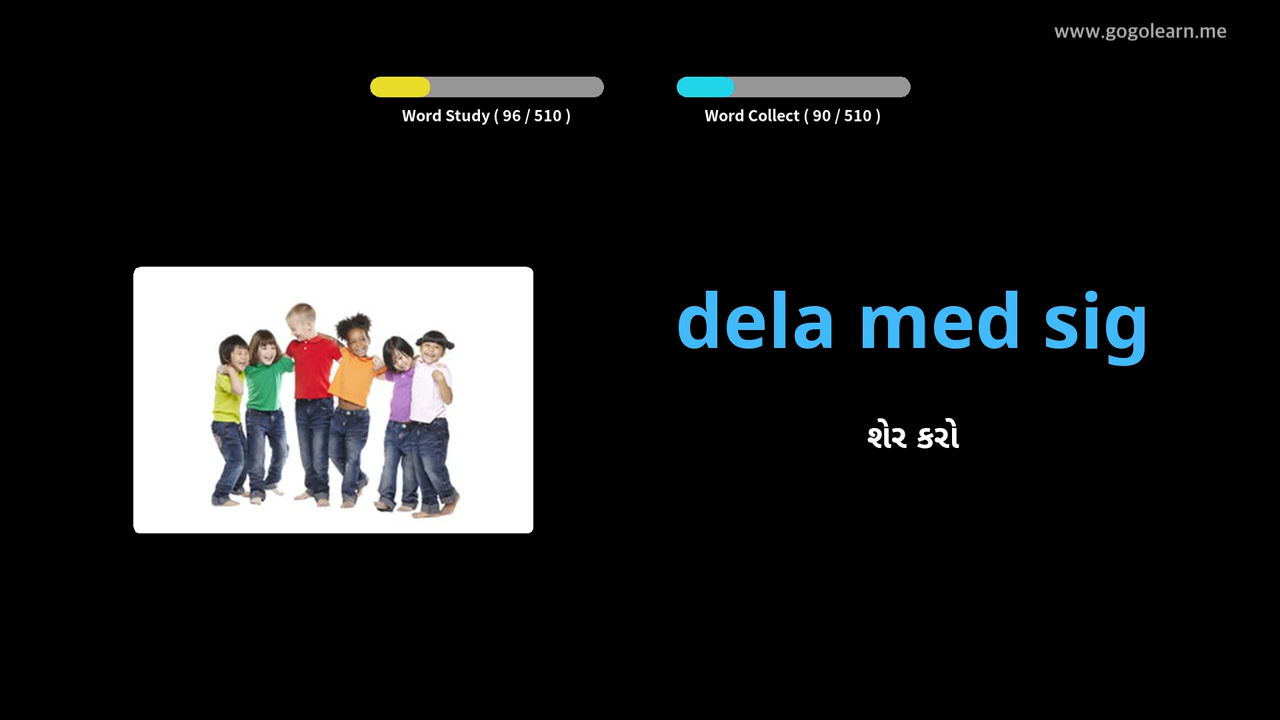 www.gogolearn.me
Word Study ( 96 / 510 )
Word Collect ( 90 / 510 )
dela med sig
શેર કરો